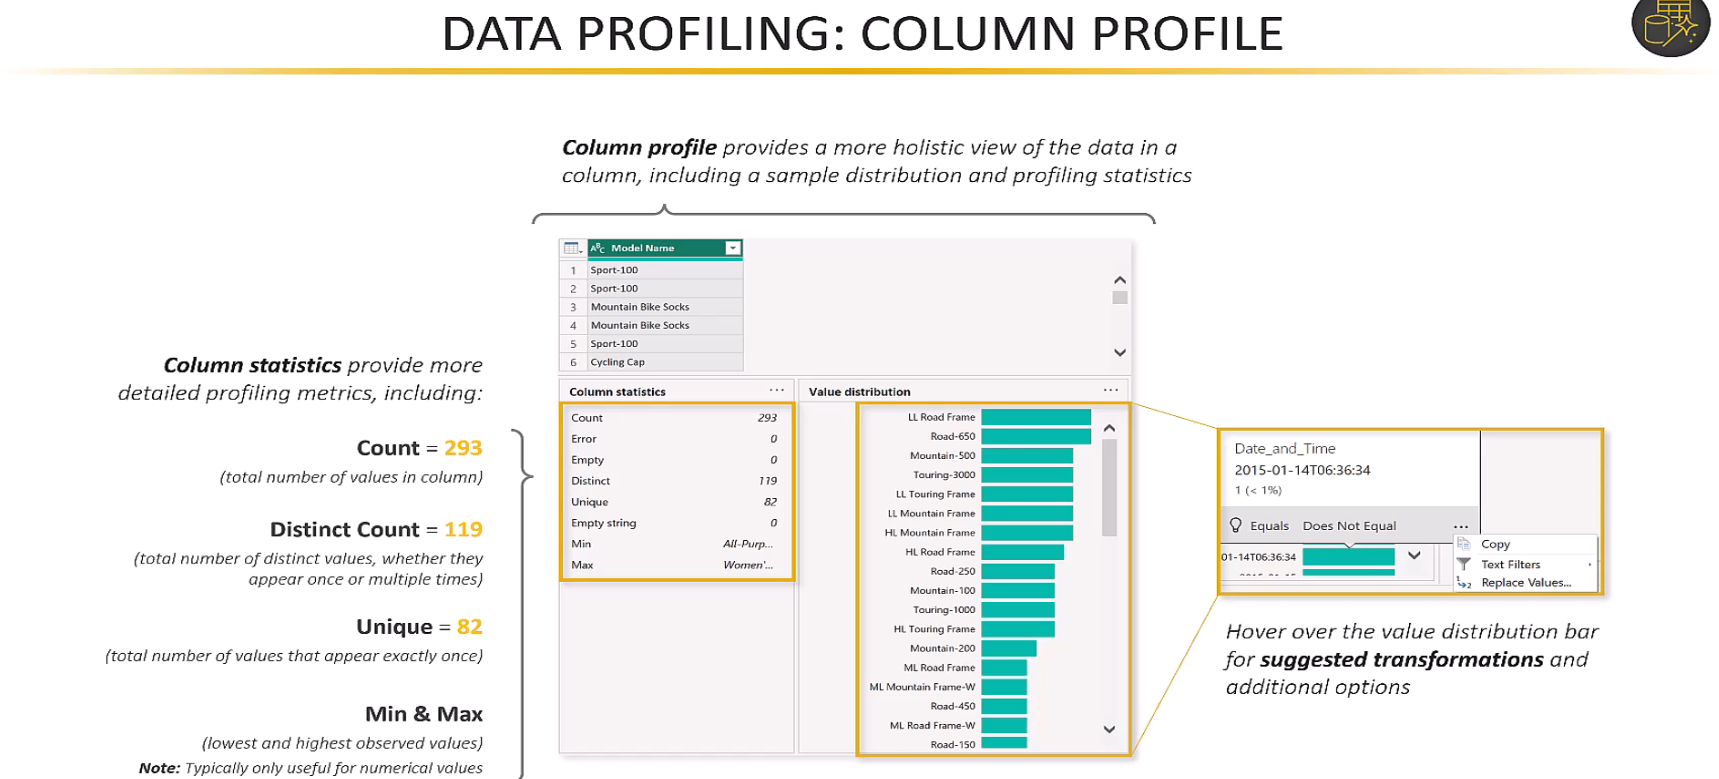 DATA PROFILING: COLUMN PROFILE
Column profile provides a more holistic view of the data in a
column, including a sample distribution and profiling statistics
ABC Model Name
1 Sport-100
2 Sport-100
3 Mountain Bike Socks
4 Mountain Bike Socks
5 Sport-100
6 Cycling Cap
Column statistics provide more
detailed profiling metrics, including:
Count = 293
(total number of values in column)
Distinct Count = 119
(total number of distinct values, whether they
appear once or multiple times)
Unique = 82
(total number of values that appear exactly once)
Min & Max
(lowest and highest observed values)
Note: Typically only useful for numerical values
Column statistics ...
Count 293
Error 0
Empty 0
Distinct 119
Unique 82
Empty string 0
Min All-Purp...
Max Women'...
Value distribution ...
LL Road Frame
Road-650
Mountain-500
Touring-3000
LL Touring Frame
LL Mountain Frame
HL Mountain Frame
HL Road Frame
Road-250
Mountain-100
Touring-1000
HL Touring Frame
Mountain-200
ML Road Frame
ML Mountain Frame-W
Road-450
ML Road Frame-W
Road-150
Date_and_Time
2015-01-14T06:36:34
1 (< 1%)
Equals Does Not Equal ...
01-14T06:36:34
Copy
Text Filters
Replace Values...
Hover over the value distribution bar
for suggested transformations and
additional options